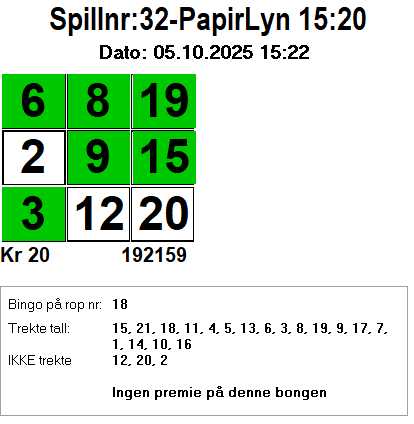 Spillnr:32-PapirLyn 15:20
Dato: 05.10.2025 15:22
6 8 19
2 9 15
3 12 20
Kr 20 192159
Bingo på rop nr: 18
Trekte tall: 15, 21, 18, 11, 4, 5, 13, 6, 3, 8, 19, 9, 17, 7,
1, 14, 10, 16
IKKE trekte 12, 20, 2
Ingen premie på denne bongen